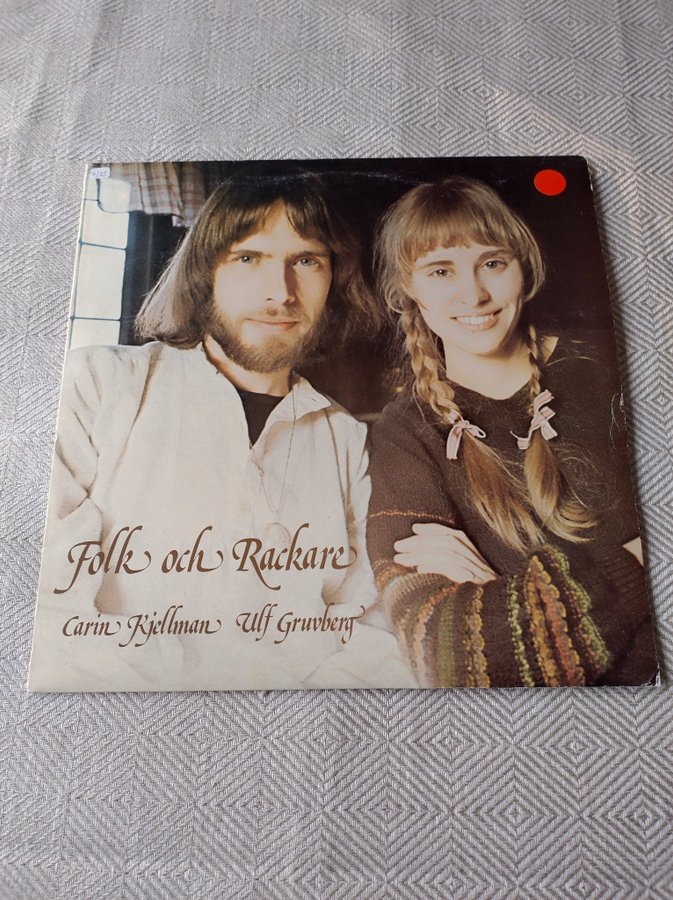 Folk och Rackare
Carin Kjellman Ulf Gruvberg